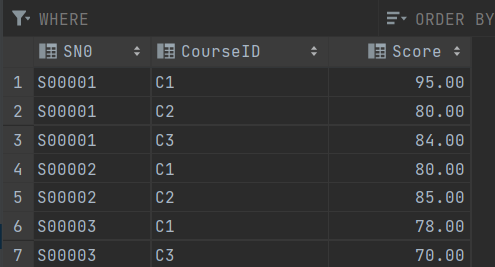 WHERE ORDER BY
SN0 CourseID Score
1 S00001 C1 95.00
2 S00001 C2 80.00
3 S00001 C3 84.00
4 S00002 C1 80.00
5 S00002 C2 85.00
6 S00003 C1 78.00
7 S00003 C3 70.00